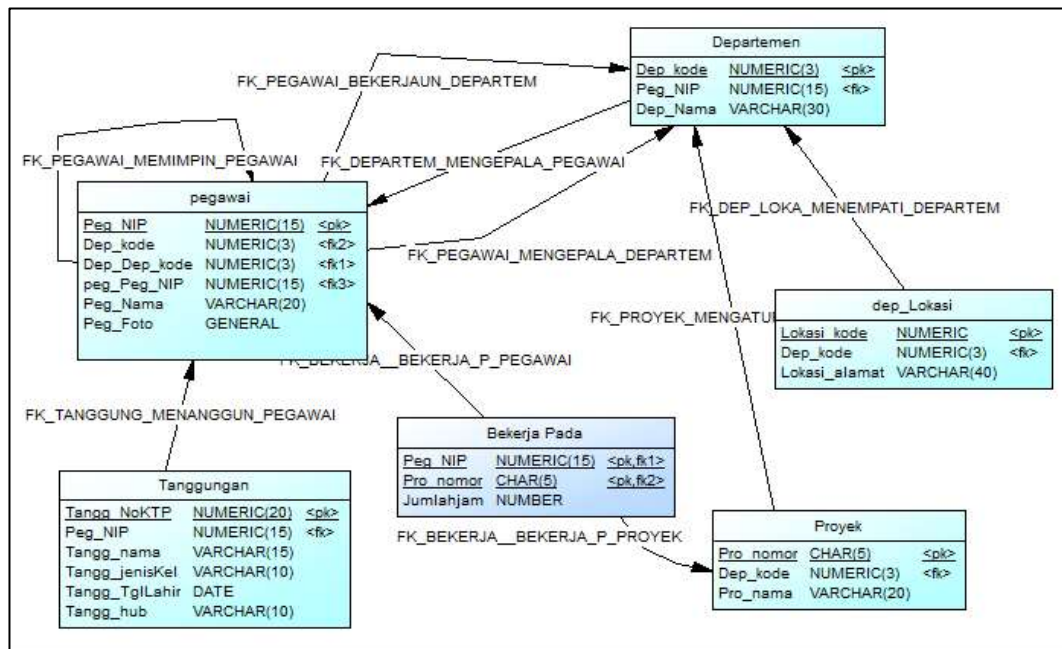 Departemen
Dep_kode NUMERIC(3) <pk>
Peg_NIP NUMERIC(15) <fk>
Dep_Nama VARCHAR(30)
FK_PEGAWAI_BEKERJAUN_DEPARTEM
FK_PEGAWAI_MEMIMPIN_PEGAWAI
FK_DEPARTEM_MENGEPALA_PEGAWAI
pegawai
Peg_NIP NUMERIC(15) <pk>
Dep_kode NUMERIC(3) <fk2>
Dep_Dep_kode NUMERIC(3) <fk1>
peg_Peg_NIP NUMERIC(15) <fk3>
Peg_Nama VARCHAR(20)
Peg_Foto GENERAL
FK_DEP_LOKA_MENEMPATI_DEPARTEM
FK_PEGAWAI_MENGEPALA_DEPARTEM
dep_Lokasi
Lokasi_kode NUMERIC <pk>
Dep_kode NUMERIC(3) <fk>
Lokasi_alamat VARCHAR(40)
FK_PROYEK_MENGATUR
FK_BEKERJA__BEKERJA_P_PEGAWAI
FK_TANGGUNG_MENANGGUN_PEGAWAI
Bekerja Pada
Peg_NIP NUMERIC(15) <pk,fk1>
Pro_nomor CHAR(5) <pk,fk2>
Jumlahjam NUMBER
Tanggungan
Tangg_NoKTP NUMERIC(20) <pk>
Peg_NIP NUMERIC(15) <fk>
Tangg_nama VARCHAR(15)
Tangg_jenisKel VARCHAR(10)
Tangg_TglLahir DATE
Tangg_hub VARCHAR(10)
FK_BEKERJA__BEKERJA_P_PROYEK
Proyek
Pro_nomor CHAR(5) <pk>
Dep_kode NUMERIC(3) <fk>
Pro_nama VARCHAR(20)